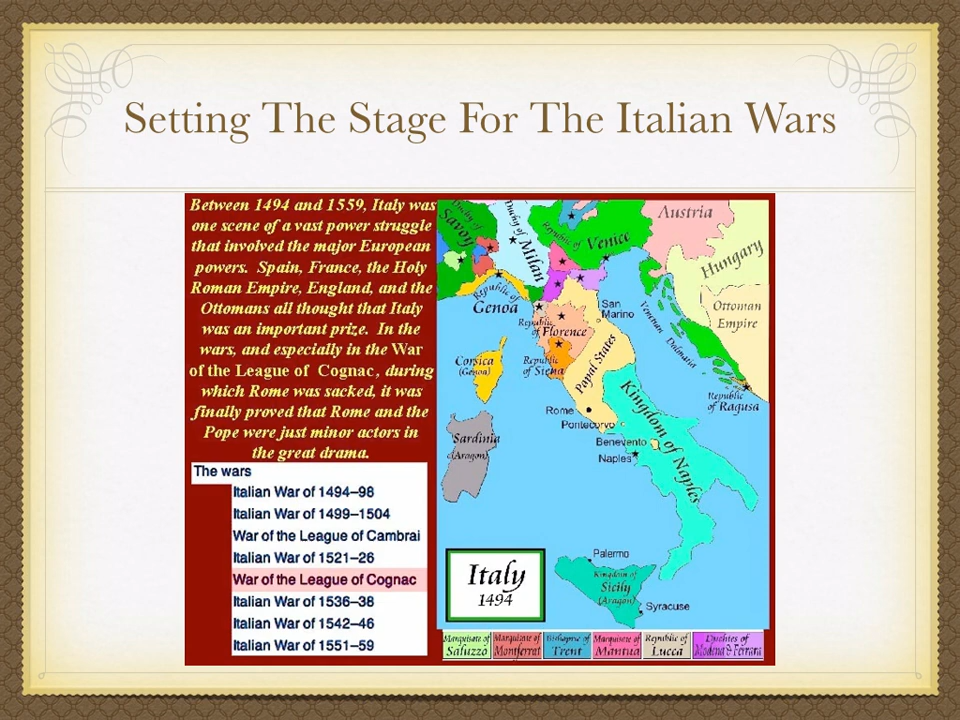 Setting The Stage For The Italian Wars
Between 1494 and 1559, Italy was
one scene of a vast power struggle
that involved the major European
powers. Spain, France, the Holy
Roman Empire, England, and the
Ottomans all thought that Italy
was an important prize. In the
wars, and especially in the War
of the League of Cognac, during
which Rome was sacked, it was
finally proved that Rome and the
Pope were just minor actors in
the great drama.
The wars
Italian War of 1494–98
Italian War of 1499–1504
War of the League of Cambrai
Italian War of 1521–26
War of the League of Cognac
Italian War of 1536–38
Italian War of 1542–46
Italian War of 1551–59
Duchy of
Savoy
Duchy of
Milan
Republic of
Venice
Austria
Hungary
Republic of
Genoa
Ottoman
Empire
San
Marino
Republic
of Florence
Venetian
Dalmatia
Corsica
(Genoa)
Republic
of Siena
Papal States
Republic
of Ragusa
Kingdom of Naples
Rome
Pontecorvo
Sardinia
(Aragon)
Benevento
Naples
Italy
1494
Palermo
Kingdom of
Sicily
(Aragon)
Syracuse
Marquisate of
Saluzzo
Marquisate of
Montferrat
Bishopric of
Trent
Marquisate of
Mantua
Republic of
Lucca
Duchies of
Modena & Ferrara